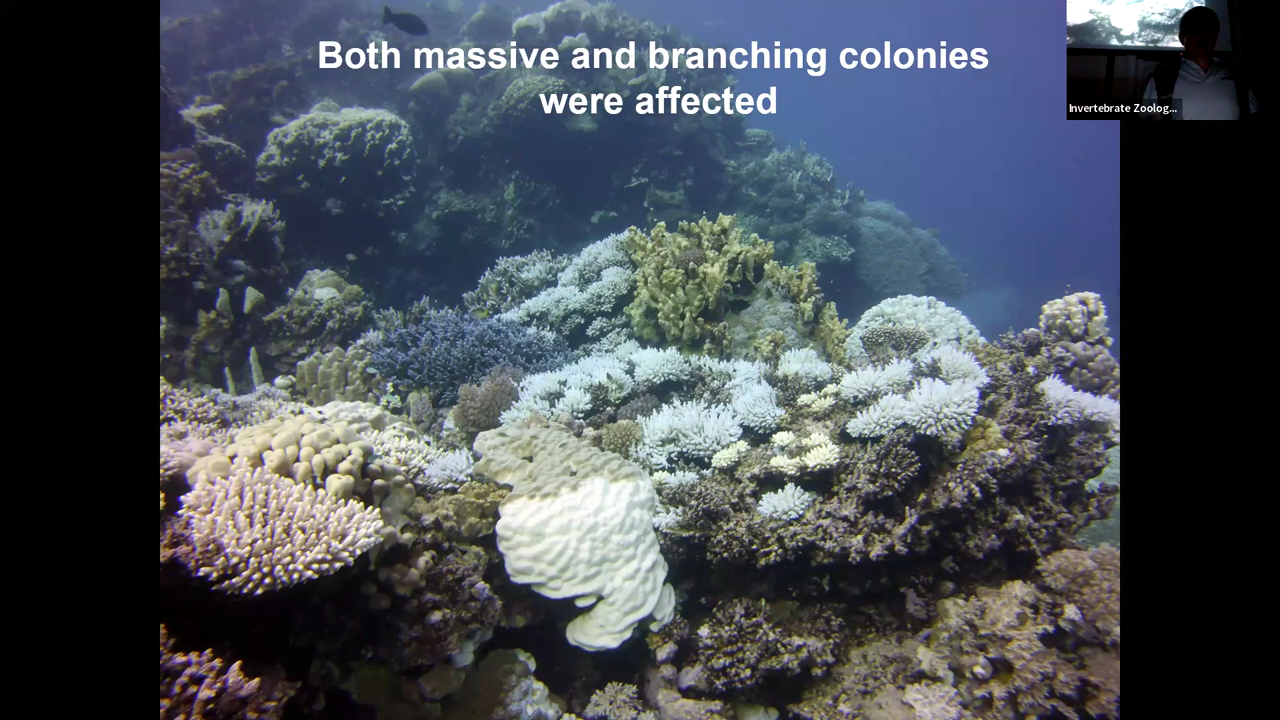 Both massive and branching colonies
were affected
Invertebrate Zoolog...